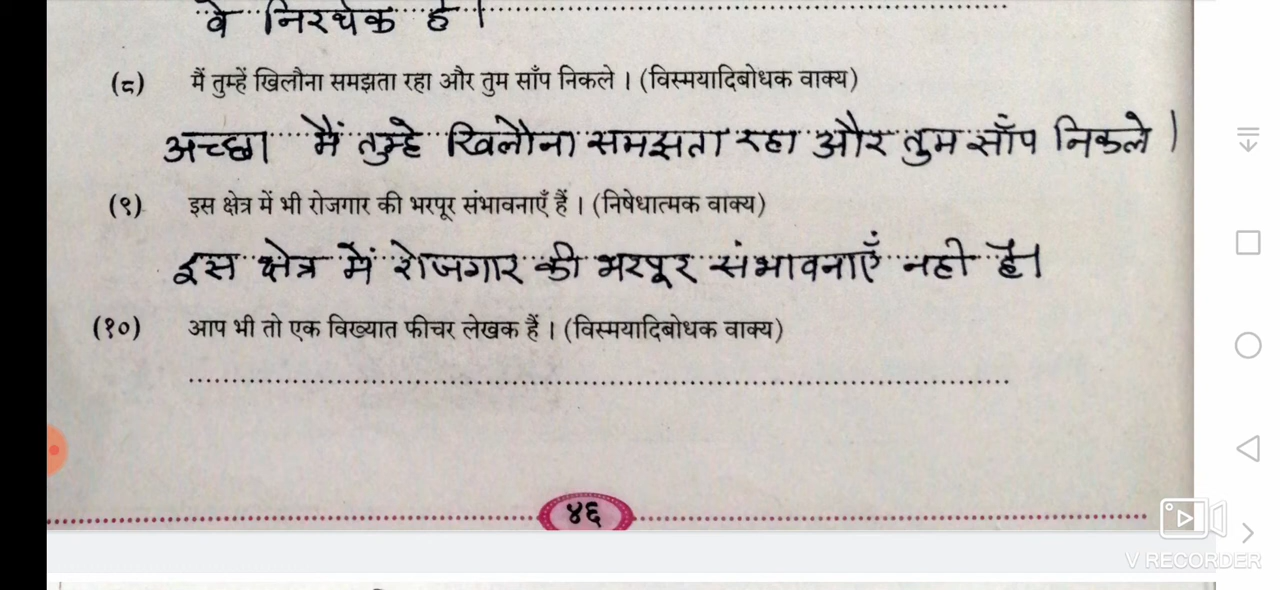 वे निरर्थक है।
(८) मैं तुम्हें खिलौना समझता रहा और तुम साँप निकले । (विस्मयादिबोधक वाक्य)
अच्छा मैं तुम्हे खिलौना समझता रहा और तुम साँप निकले ।
(९) इस क्षेत्र में भी रोजगार की भरपूर संभावनाएँ हैं । (निषेधात्मक वाक्य)
इस क्षेत्र में रोजगार की भरपूर संभावनाएँ नही है।
(१०) आप भी तो एक विख्यात फीचर लेखक हैं । (विस्मयादिबोधक वाक्य)
४६
V RECORDER